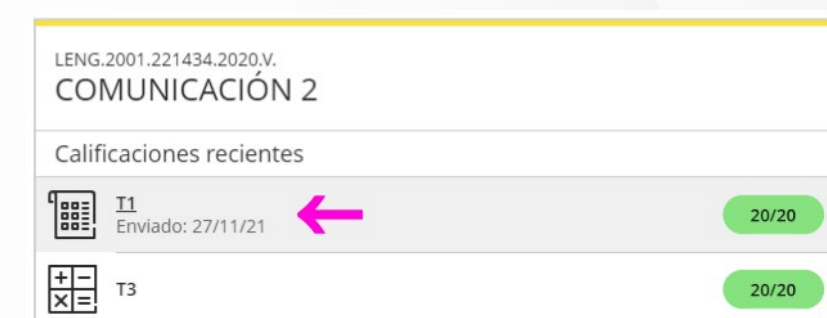 LENG.2001.221434.2020.V.
COMUNICACIÓN 2
Calificaciones recientes
T1
Enviado: 27/11/21
20/20
T3
20/20